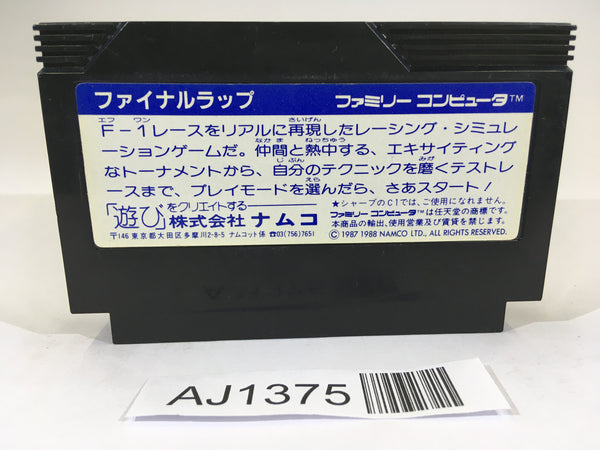 ファイナルラップ ファミリー コンピュータ™
エフ ワン さいげん
F-1レースをリアルに再現したレーシング・シミュレ
なかま ねっちゅう
ーションゲームだ。仲間と熱中する、エキサイティング
じぶん みが
なトーナメントから、自分のテクニックを磨くテストレ
えら
ースまで、プレイモードを選んだら、さあスタート!
「遊び」をクリエイトする 株式会社 ナムコ
〒146 東京都大田区多摩川2-8-5 ナムコット係 ☎03(756)7651
★シャープのC1では、ご使用になれません。
ファミリー コンピュータ™は任天堂の商標です。
本商品の輸出、使用営業及び賃貸を禁じます。
© 1987 1988 NAMCO LTD., ALL RIGHTS RESERVED.
AJ1375